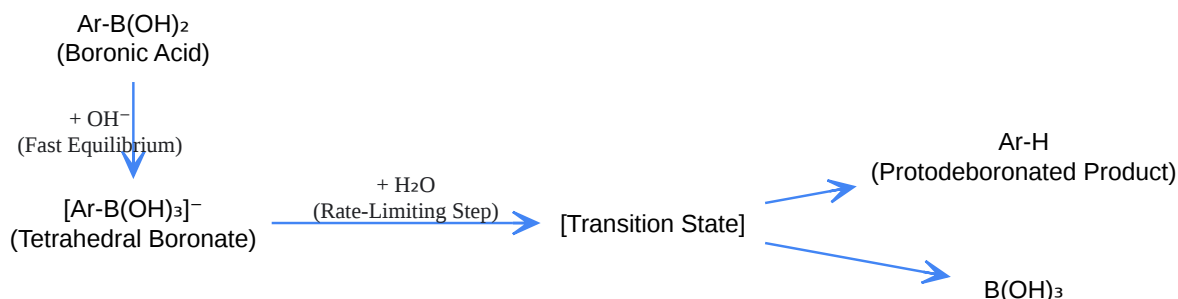 Ar-B(OH)₂
(Boronic Acid)
+ OH⁻
(Fast Equilibrium)
[Ar-B(OH)₃]⁻
(Tetrahedral Boronate)
+ H₂O
(Rate-Limiting Step)
[Transition State]
Ar-H
(Protodeboronated Product)
B(OH)₃